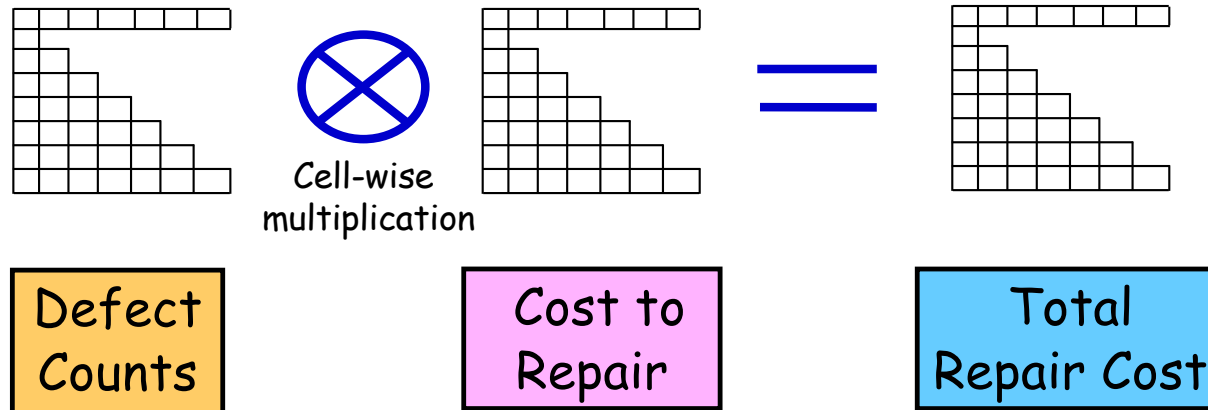 Cell-wise
multiplication
Defect
Counts
Cost to
Repair
Total
Repair Cost